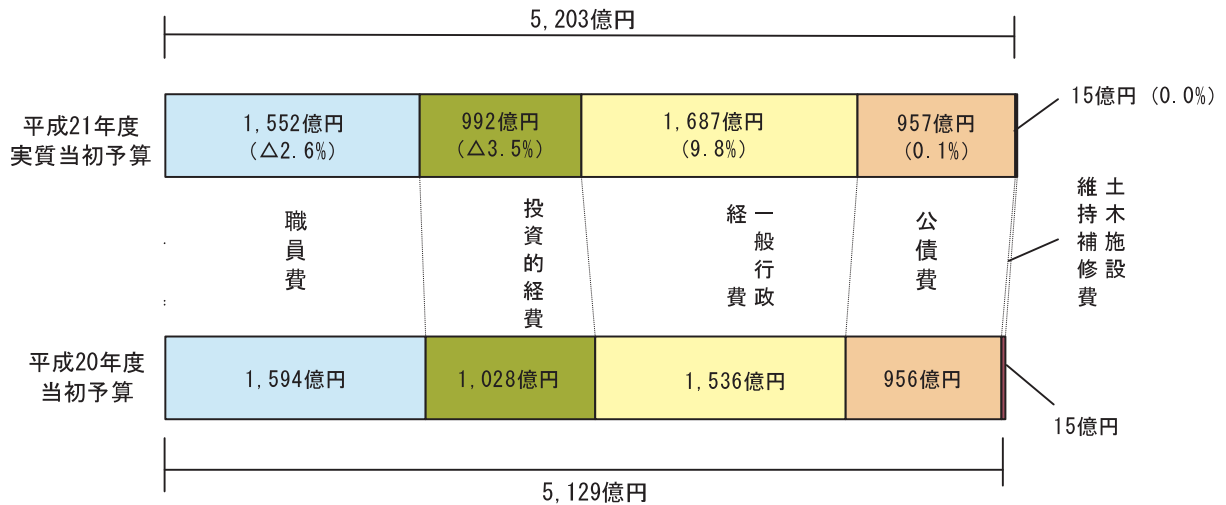 5,203億円
平成21年度
実質当初予算
1,552億円
(△2.6%)
992億円
(△3.5%)
1,687億円
(9.8%)
957億円
(0.1%)
15億円 (0.0%)
職員費
投資的経費
一般行政
経費
公債費
土木施設
維持補修費
平成20年度
当初予算
1,594億円
1,028億円
1,536億円
956億円
15億円
5,129億円